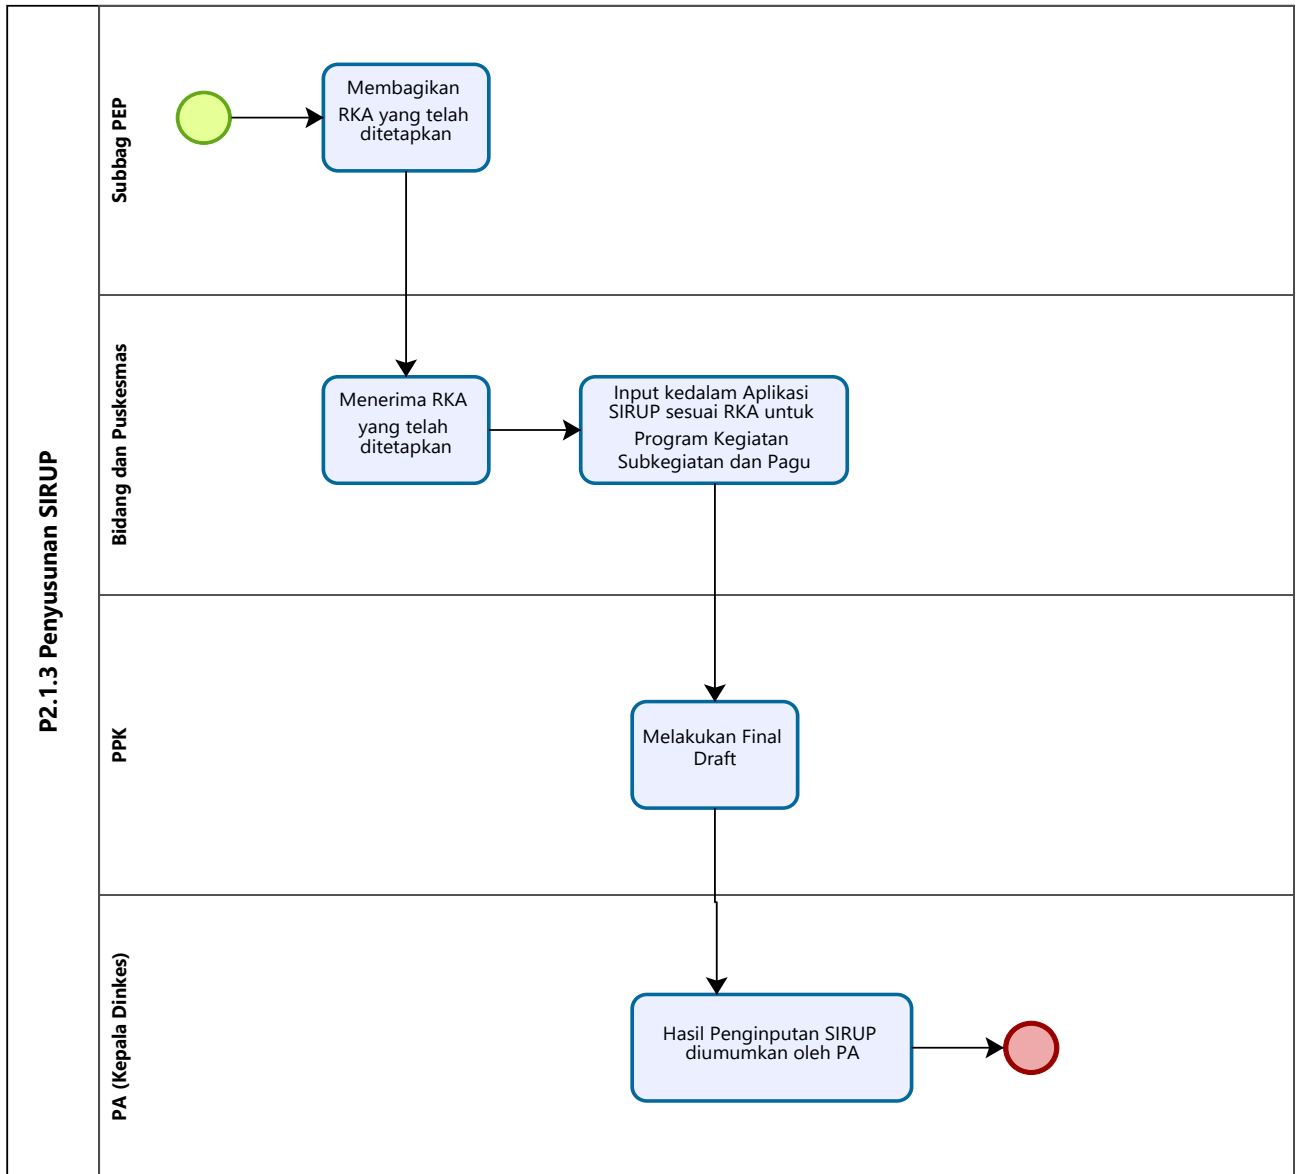 P2.1.3 Penyusunan SIRUP
Subbag PEP
Membagikan
RKA yang telah
ditetapkan
Bidang dan Puskesmas
Menerima RKA
yang telah
ditetapkan
Input kedalam Aplikasi
SIRUP sesuai RKA untuk
Program Kegiatan
Subkegiatan dan Pagu
PPK
Melakukan Final
Draft
PA (Kepala Dinkes)
Hasil Penginputan SIRUP
diumumkan oleh PA